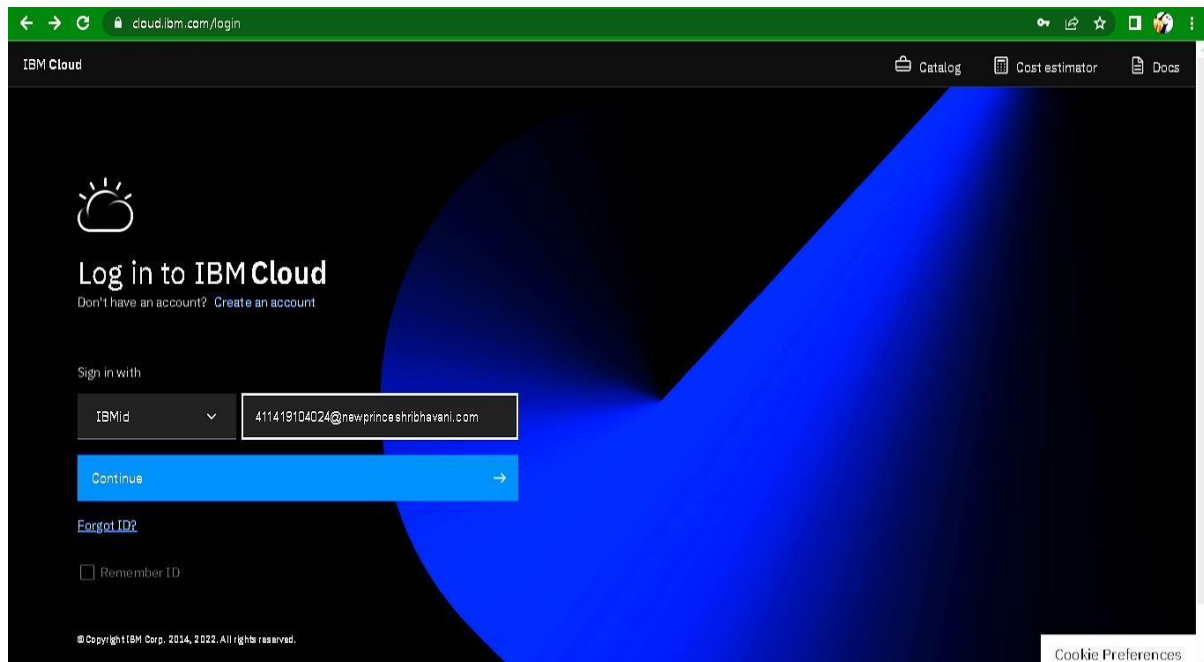 cloud.ibm.com/login
IBM Cloud Catalog Cost estimator Docs
Log in to IBM Cloud
Don't have an account? Create an account
Sign in with
IBMid 411419104024@newprinceshribhavani.com
Continue
Forgot ID?
Remember ID
© Copyright IBM Corp. 2014, 2022. All rights reserved.
Cookie Preferences